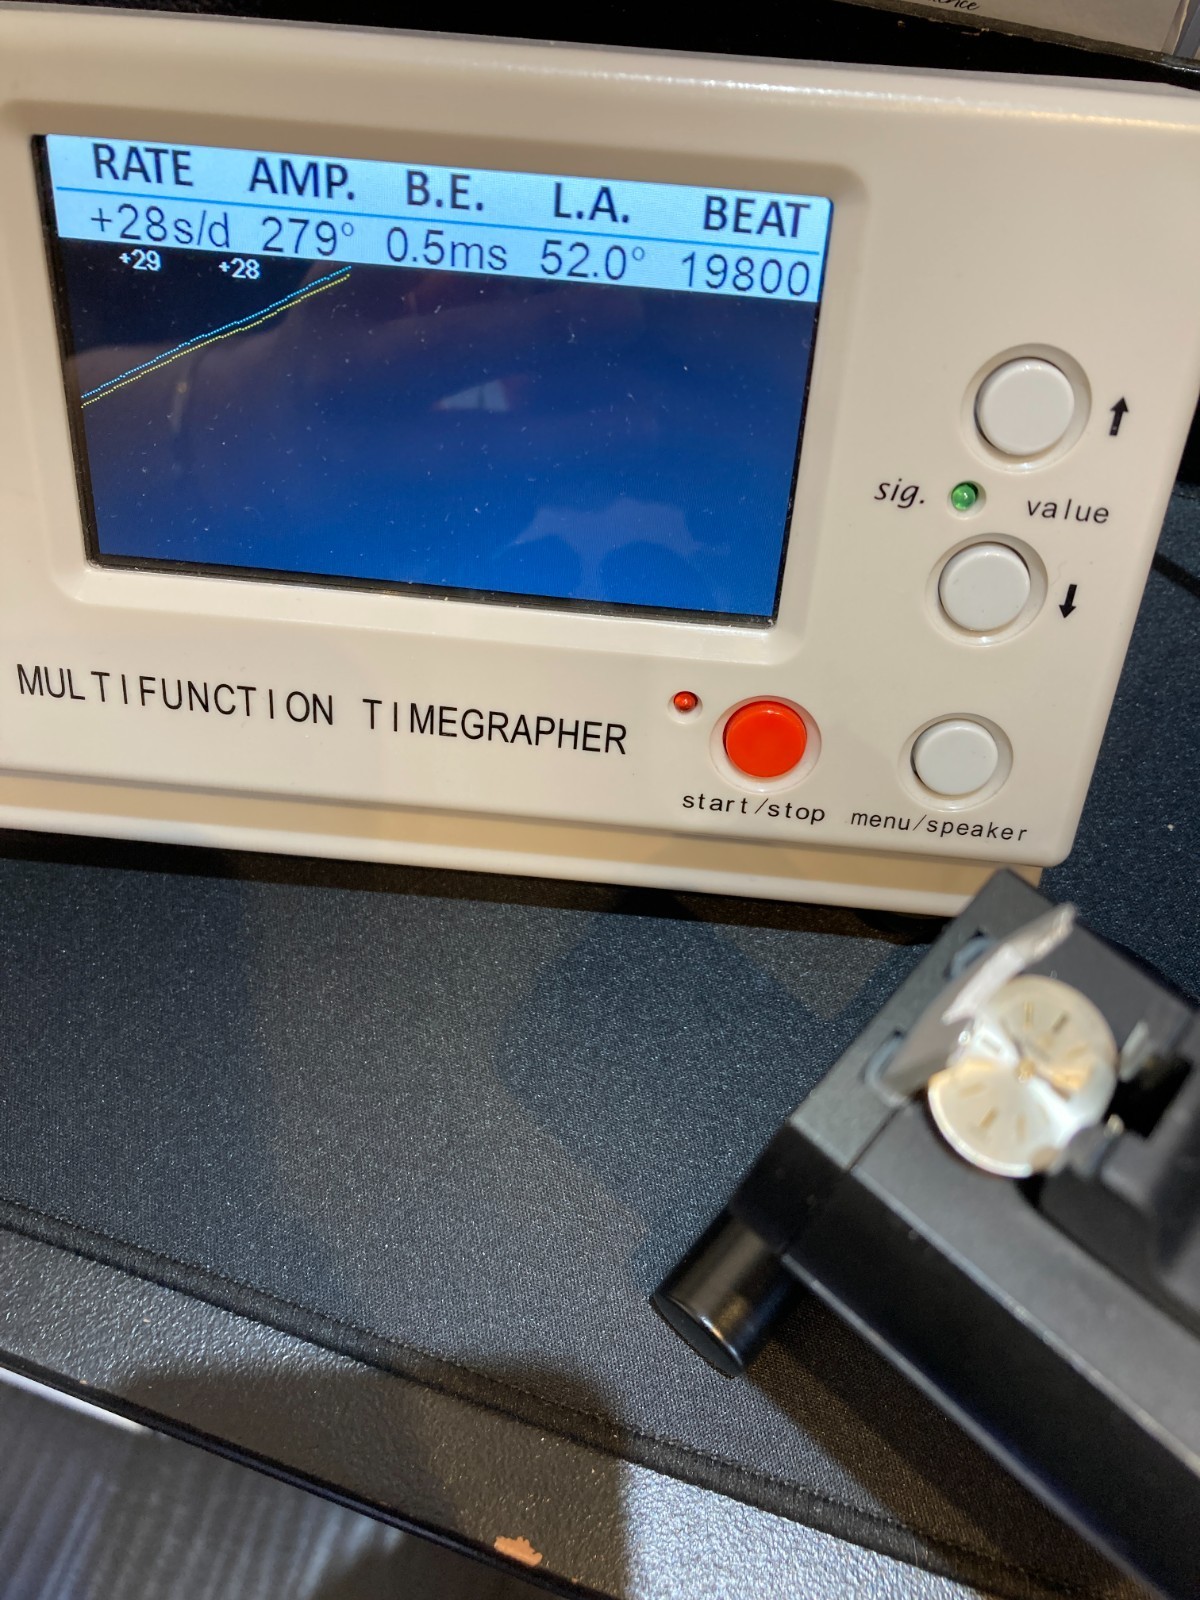 RATE AMP. B.E. L.A. BEAT
+28s/d 279° 0.5ms 52.0° 19800
+29 +28
sig. value
MULTIFUNCTION TIMEGRAPHER
start/stop menu/speaker